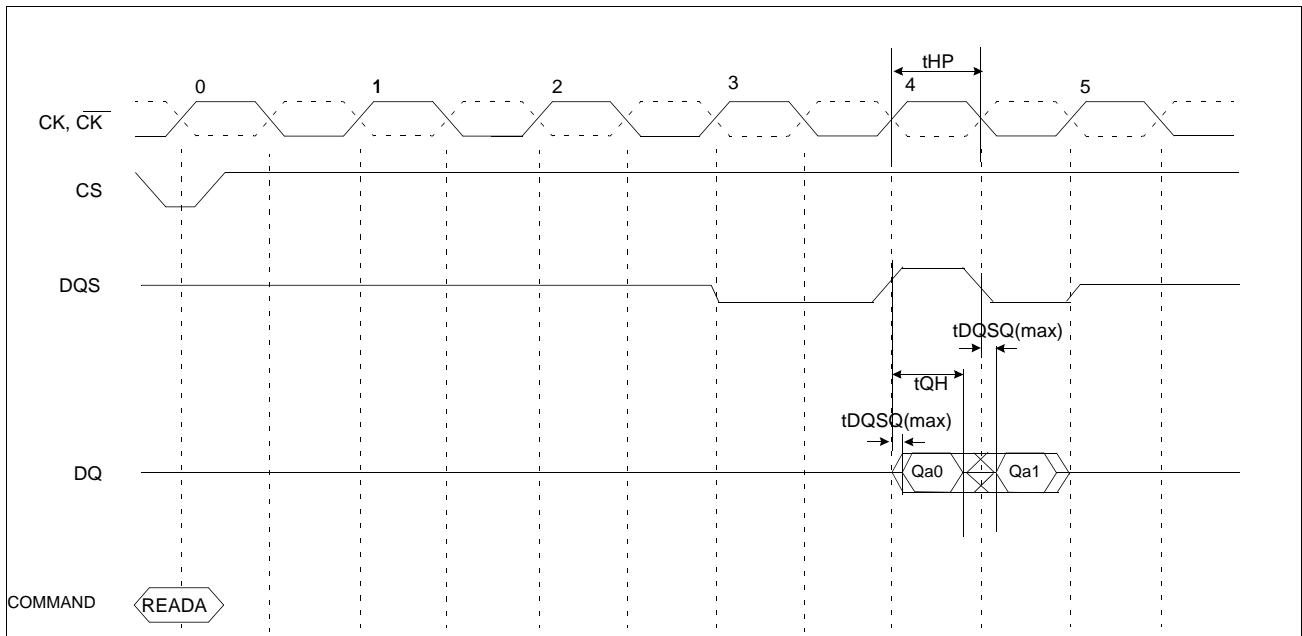 tHP
0 1 2 3 4 5
CK, C̅K̅
CS
DQS
tDQSQ(max)
tQH
tDQSQ(max)
DQ
Qa0
Qa1
COMMAND
READA